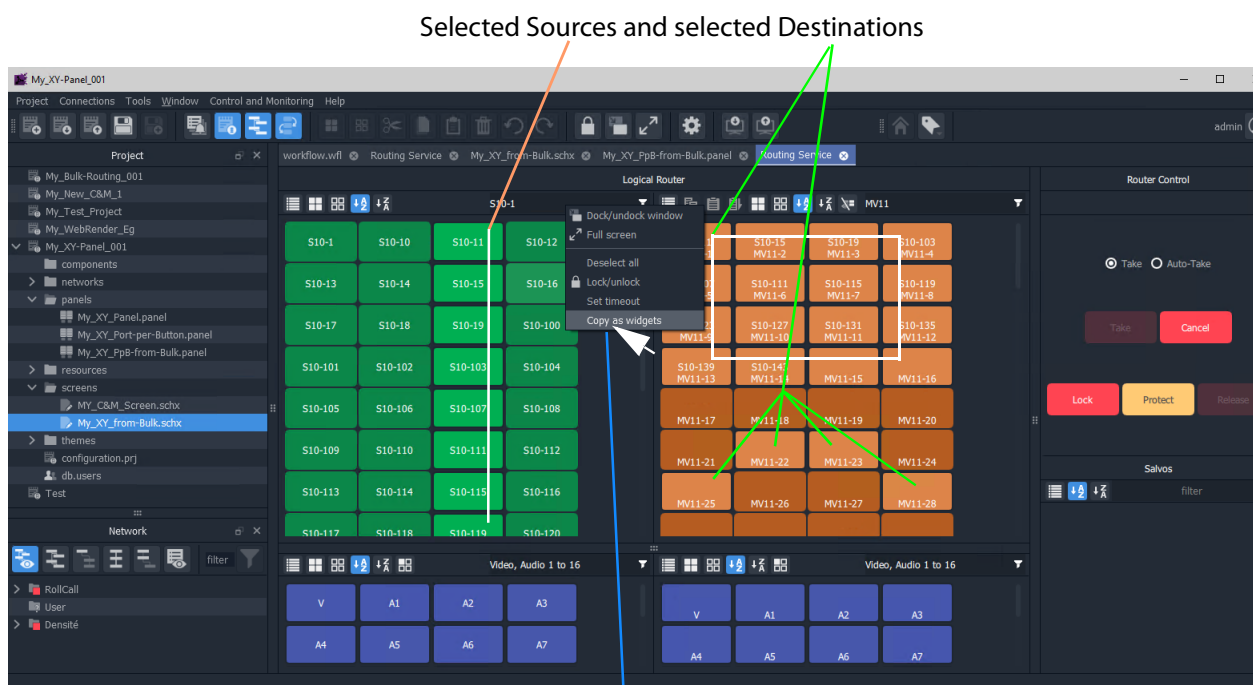 Selected Sources and selected Destinations
My_XY-Panel_001
Project Connections Tools Window Control and Monitoring Help
admin
Project
workflow.wfl
Routing Service
My_XY_from-Bulk.schx
My_XY_PpB-from-Bulk.panel
Routing Service
My_Bulk-Routing_001
My_New_C&M_1
My_Test_Project
My_WebRender_Eg
My_XY-Panel_001
components
networks
panels
My_XY_Panel.panel
My_XY_Port-per-Button.panel
My_XY_PpB-from-Bulk.panel
resources
screens
MY_C&M_Screen.schx
My_XY_from-Bulk.schx
themes
configuration.prj
db.users
Test
Network
filter
RollCall
User
Densité
Logical Router
S10-1
S10-1 S10-10 S10-11 S10-12
S10-13 S10-14 S10-15 S10-16
S10-17 S10-18 S10-19 S10-100
S10-101 S10-102 S10-103 S10-104
S10-105 S10-106 S10-107 S10-108
S10-109 S10-110 S10-111 S10-112
S10-113 S10-114 S10-115 S10-116
S10-117 S10-118 S10-119 S10-120
Dock/undock window
Full screen
Deselect all
Lock/unlock
Set timeout
Copy as widgets
MV11
S10-15 S10-19 S10-103
MV11-2 MV11-3 MV11-4
S10-111 S10-115 S10-119
MV11-6 MV11-7 MV11-8
S10-127 S10-131 S10-135
MV11-9 MV11-10 MV11-11 MV11-12
S10-139
MV11-13 MV11-14 MV11-15 MV11-16
MV11-17 MV11-18 MV11-19 MV11-20
MV11-21 MV11-22 MV11-23 MV11-24
MV11-25 MV11-26 MV11-27 MV11-28
Video, Audio 1 to 16
V A1 A2 A3
A4 A5 A6 A7
Video, Audio 1 to 16
V A1 A2 A3
A4 A5 A6 A7
Router Control
Take Auto-Take
Take Cancel
Lock Protect Release
Salvos
filter